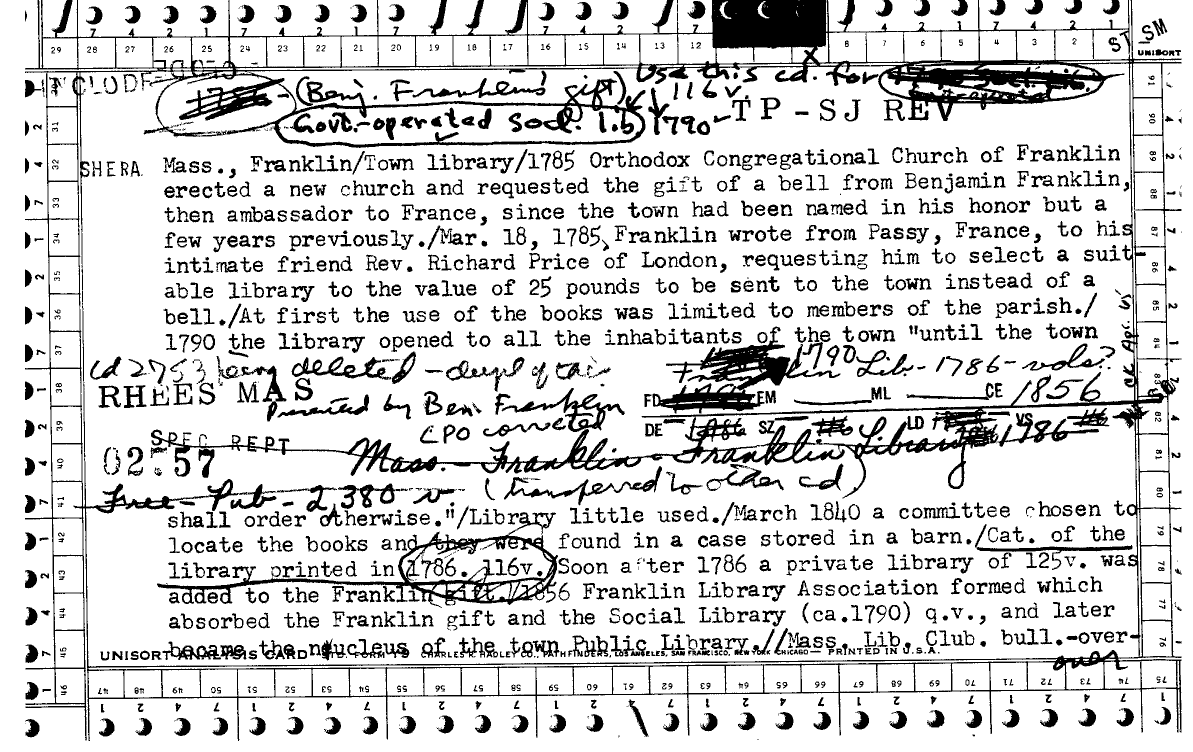 7 4 2 1 7 4 2 1 7 4 2 1 7 4 2 1 7 4 2 1 7 4 2 1
29 28 27 26 25 24 23 22 21 20 19 18 17 16 15 14 13 12 8 7 6 5 4 3 2 1 ST SM
UNISORT
INCLUDE
1786 (Benj. Franklin's gift) Use this cd. for
116 v.
Govt.-operated Socl. lib 1790- TP-SJ REV
SHERA Mass., Franklin/Town library/1785 Orthodox Congregational Church of Franklin
erected a new church and requested the gift of a bell from Benjamin Franklin,
then ambassador to France, since the town had been named in his honor but a
few years previously./Mar. 18, 1785, Franklin wrote from Passy, France, to his
intimate friend Rev. Richard Price of London, requesting him to select a suit-
able library to the value of 25 pounds to be sent to the town instead of a
bell./At first the use of the books was limited to members of the parish./
1790 the library opened to all the inhabitants of the town "until the town
cd 2753 being deleted - dupl of this 1790
Franklin Lib - 1786 - vols?
RHEES MAS
FD EM ML CE 1856
Presented by Ben. Franklin
DE 1986 SZ LD VS
CPO corrected
SPEC REPT
02757
Mass. - Franklin - Franklin Library 1786
Free - Pub - 2,380 v. (transferred to other cd)
shall order otherwise."/Library little used./March 1840 a committee chosen to
locate the books and they were found in a case stored in a barn./Cat. of the
library printed in 1786. 116v./Soon after 1786 a private library of 125v. was
added to the Franklin gift./1856 Franklin Library Association formed which
absorbed the Franklin gift and the Social Library (ca.1790) q.v., and later
became the nucleus of the town Public Library.//Mass. Lib. Club. bull.-over-
UNISORT ANALYSIS CARD FORM Y9 CHARLES R. HADLEY CO., PATHFINDERS, LOS ANGELES, SAN FRANCISCO, NEW YORK CHICAGO — PRINTED IN U.S.A.
over
46 47 48 49 50 51 52 53 54 55 56 57 58 59 60 61 62 63 64 65 66 67 68 69 70 71 72 73 74 75
1 2 4 7 1 2 4 7 1 2 4 7 1 2 4 7 1 2 4 7 1 2 4 7 1 2 4 7